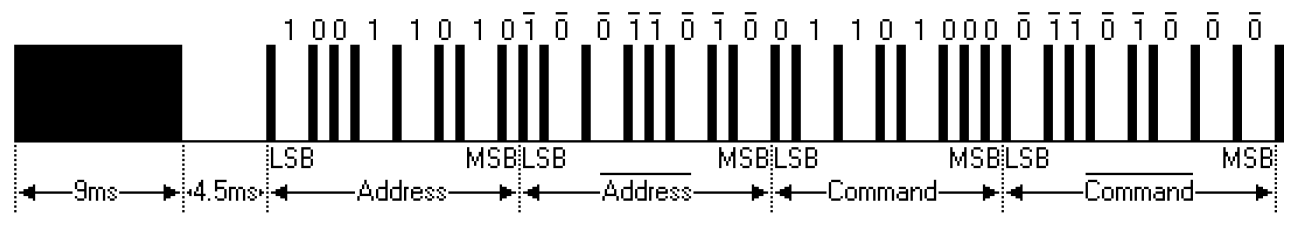 1 0 0 1 1 0 1 0 1̅ 0̅ 0̅ 1̅ 1̅ 0̅ 1̅ 0̅ 0 1 1 0 1 0 0 0 0̅ 1̅ 1̅ 0̅ 1̅ 0̅ 0̅ 0̅
LSB MSB LSB MSB LSB MSB LSB MSB
9ms 4.5ms Address A̅d̅d̅r̅e̅s̅s̅ Command C̅o̅m̅m̅a̅n̅d̅